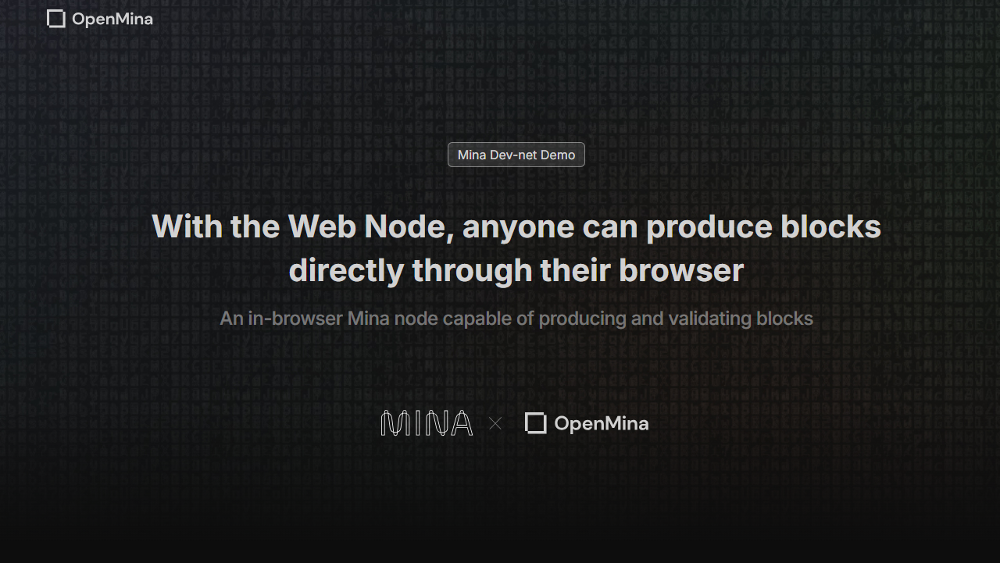 OpenMina
Mina Dev-net Demo
With the Web Node, anyone can produce blocks
directly through their browser
An in-browser Mina node capable of producing and validating blocks
MINA × OpenMina